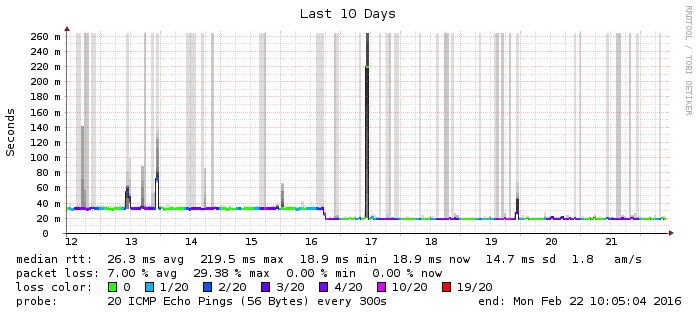 Last 10 Days
RRDTOOL / TOBI OETIKER
Seconds
260 m
240 m
220 m
200 m
180 m
160 m
140 m
120 m
100 m
80 m
60 m
40 m
20 m
0
12 13 14 15 16 17 18 19 20 21
median rtt: 26.3 ms avg 219.5 ms max 18.9 ms min 18.9 ms now 14.7 ms sd 1.8 am/s
packet loss: 7.00 % avg 29.38 % max 0.00 % min 0.00 % now
loss color: 0 1/20 2/20 3/20 4/20 10/20 19/20
probe: 20 ICMP Echo Pings (56 Bytes) every 300s end: Mon Feb 22 10:05:04 2016